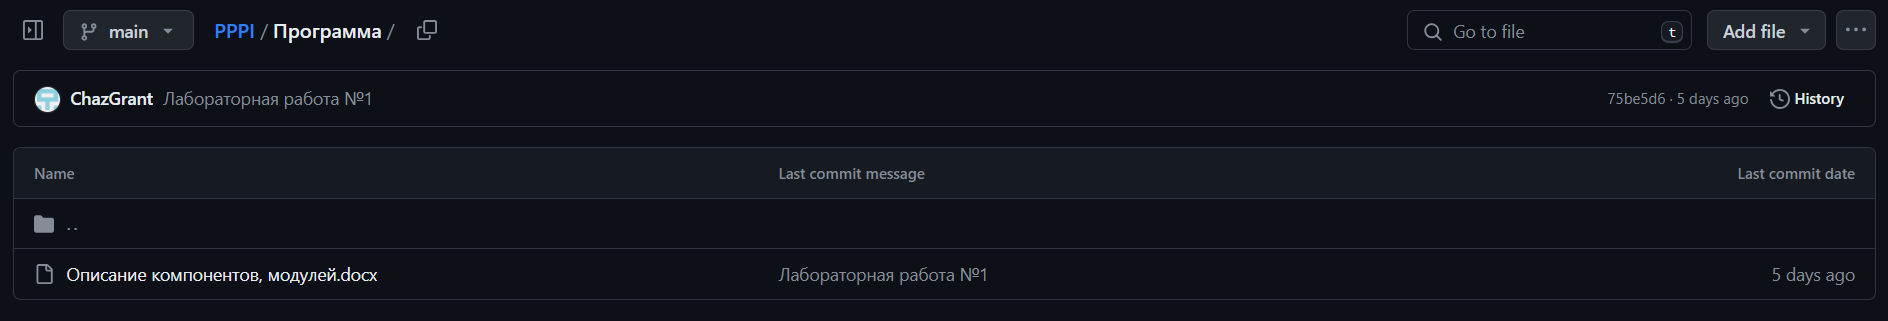 main PPPI / Программа / Go to file t Add file
ChazGrant Лабораторная работа №1 75be5d6 · 5 days ago History
Name Last commit message Last commit date
..
Описание компонентов, модулей.docx Лабораторная работа №1 5 days ago